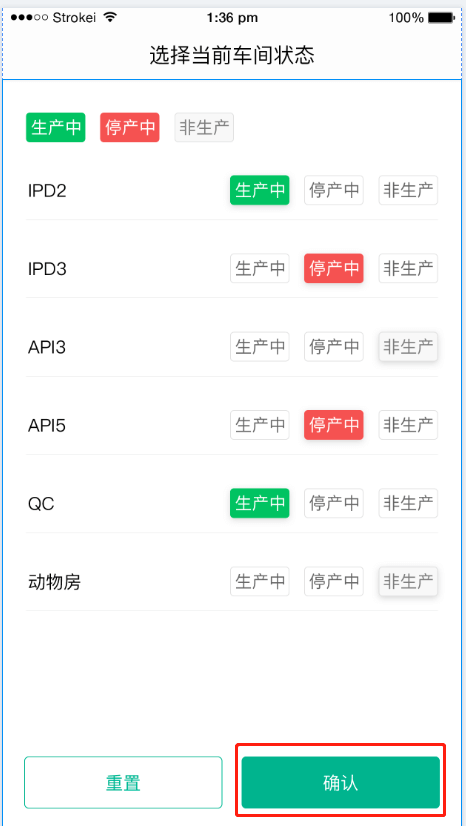 Strokei 1:36 pm 100%
选择当前车间状态
生产中 停产中 非生产
IPD2 生产中 停产中 非生产
IPD3 生产中 停产中 非生产
API3 生产中 停产中 非生产
API5 生产中 停产中 非生产
QC 生产中 停产中 非生产
动物房 生产中 停产中 非生产
重置 确认